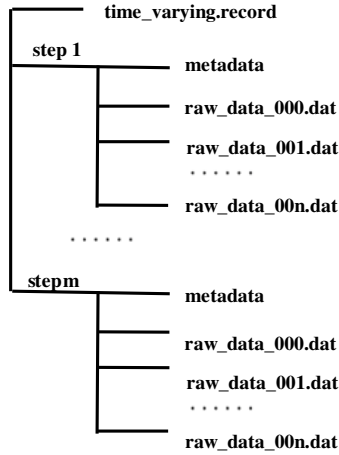 time_varying.record
step 1
metadata
raw_data_000.dat
raw_data_001.dat
······
raw_data_00n.dat
······
stepm
metadata
raw_data_000.dat
raw_data_001.dat
······
raw_data_00n.dat